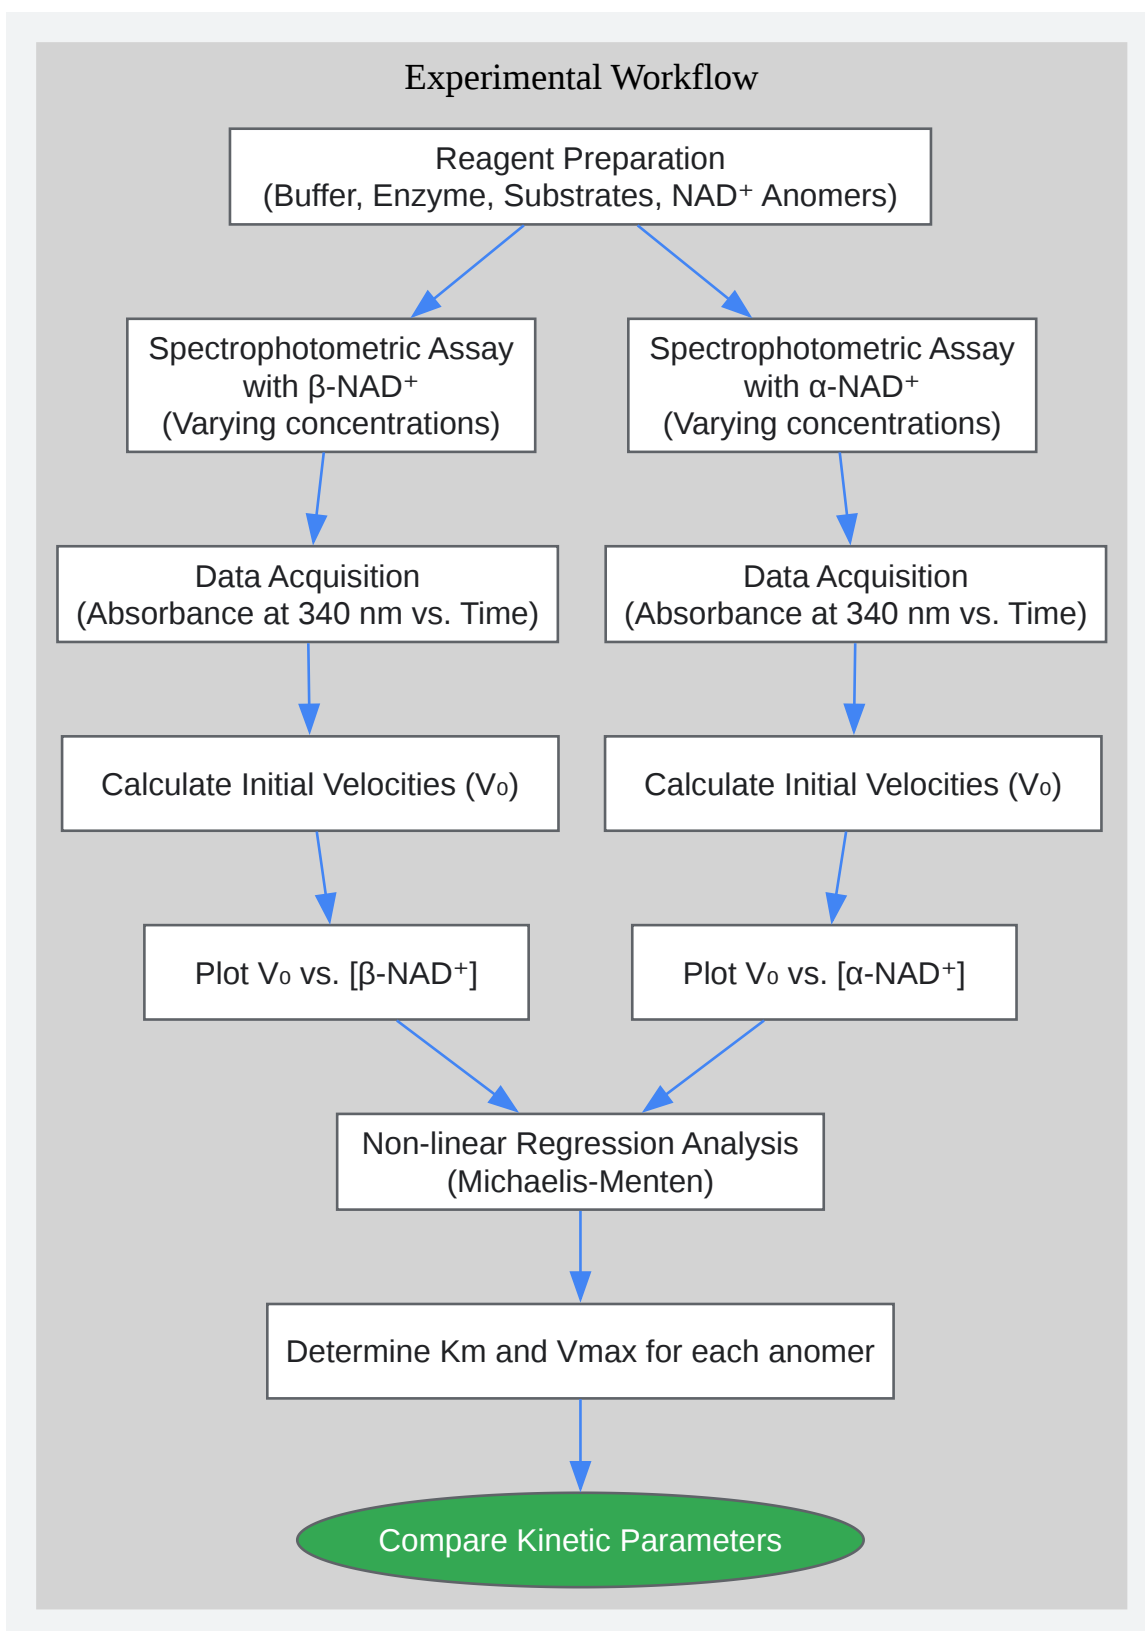 Experimental Workflow
Reagent Preparation
(Buffer, Enzyme, Substrates, NAD⁺ Anomers)
Spectrophotometric Assay
with β-NAD⁺
(Varying concentrations)
Spectrophotometric Assay
with α-NAD⁺
(Varying concentrations)
Data Acquisition
(Absorbance at 340 nm vs. Time)
Data Acquisition
(Absorbance at 340 nm vs. Time)
Calculate Initial Velocities (V₀)
Calculate Initial Velocities (V₀)
Plot V₀ vs. [β-NAD⁺]
Plot V₀ vs. [α-NAD⁺]
Non-linear Regression Analysis
(Michaelis-Menten)
Determine Km and Vmax for each anomer
Compare Kinetic Parameters